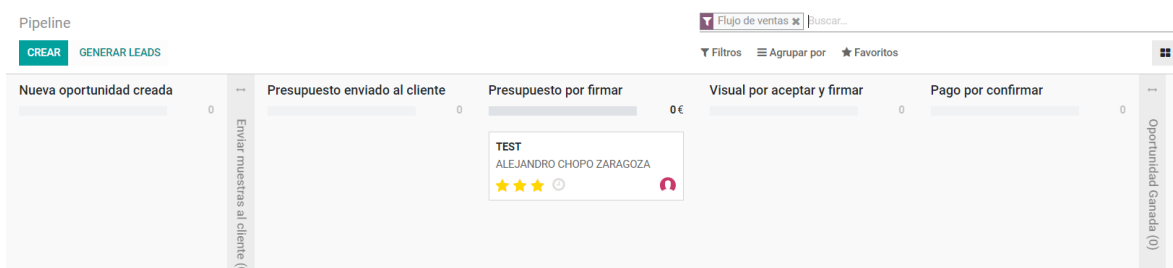 Pipeline
Flujo de ventas ✖ Buscar...
CREAR GENERAR LEADS
Filtros Agrupar por Favoritos
Nueva oportunidad creada
0
Enviar muestras al cliente
Presupuesto enviado al cliente
0
Presupuesto por firmar
0 €
TEST
ALEJANDRO CHOPO ZARAGOZA
Visual por aceptar y firmar
0
Pago por confirmar
0
Oportunidad Ganada (0)